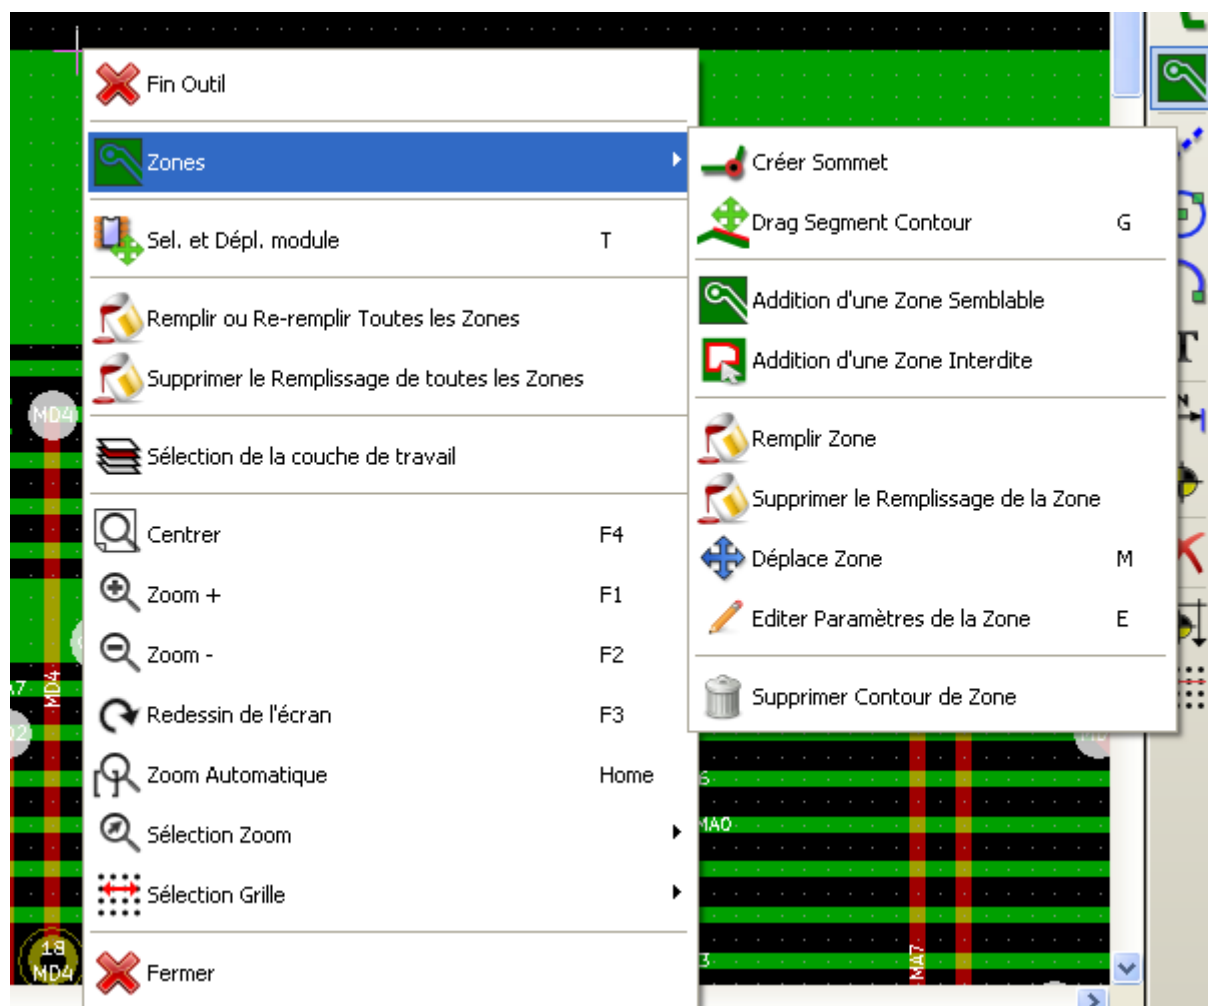 Fin Outil
Zones
Sel. et Dépl. module T
Remplir ou Re-remplir Toutes les Zones
Supprimer le Remplissage de toutes les Zones
Sélection de la couche de travail
Centrer F4
Zoom + F1
Zoom - F2
Redessin de l'écran F3
Zoom Automatique Home
Sélection Zoom
Sélection Grille
Fermer
Créer Sommet
Drag Segment Contour G
Addition d'une Zone Semblable
Addition d'une Zone Interdite
Remplir Zone
Supprimer le Remplissage de la Zone
Déplace Zone M
Editer Paramètres de la Zone E
Supprimer Contour de Zone
MD4
MD4
18
MD4
MA0
MA7
T
N